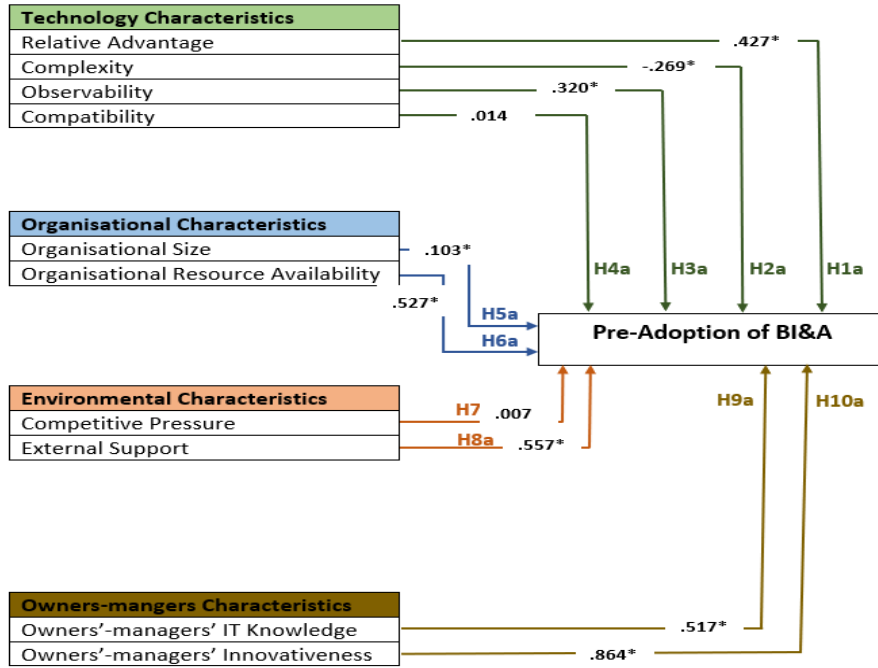 Technology Characteristics
Relative Advantage
.427*
Complexity
-.269*
Observability
.320*
Compatibility
.014
Organisational Characteristics
Organisational Size
.103*
Organisational Resource Availability
.527*
H4a
H3a
H2a
H1a
H5a
H6a
Pre-Adoption of BI&A
Environmental Characteristics
Competitive Pressure
H7
.007
External Support
H8a
.557*
H9a
H10a
Owners-mangers Characteristics
Owners'-managers' IT Knowledge
.517*
Owners'-managers' Innovativeness
.864*